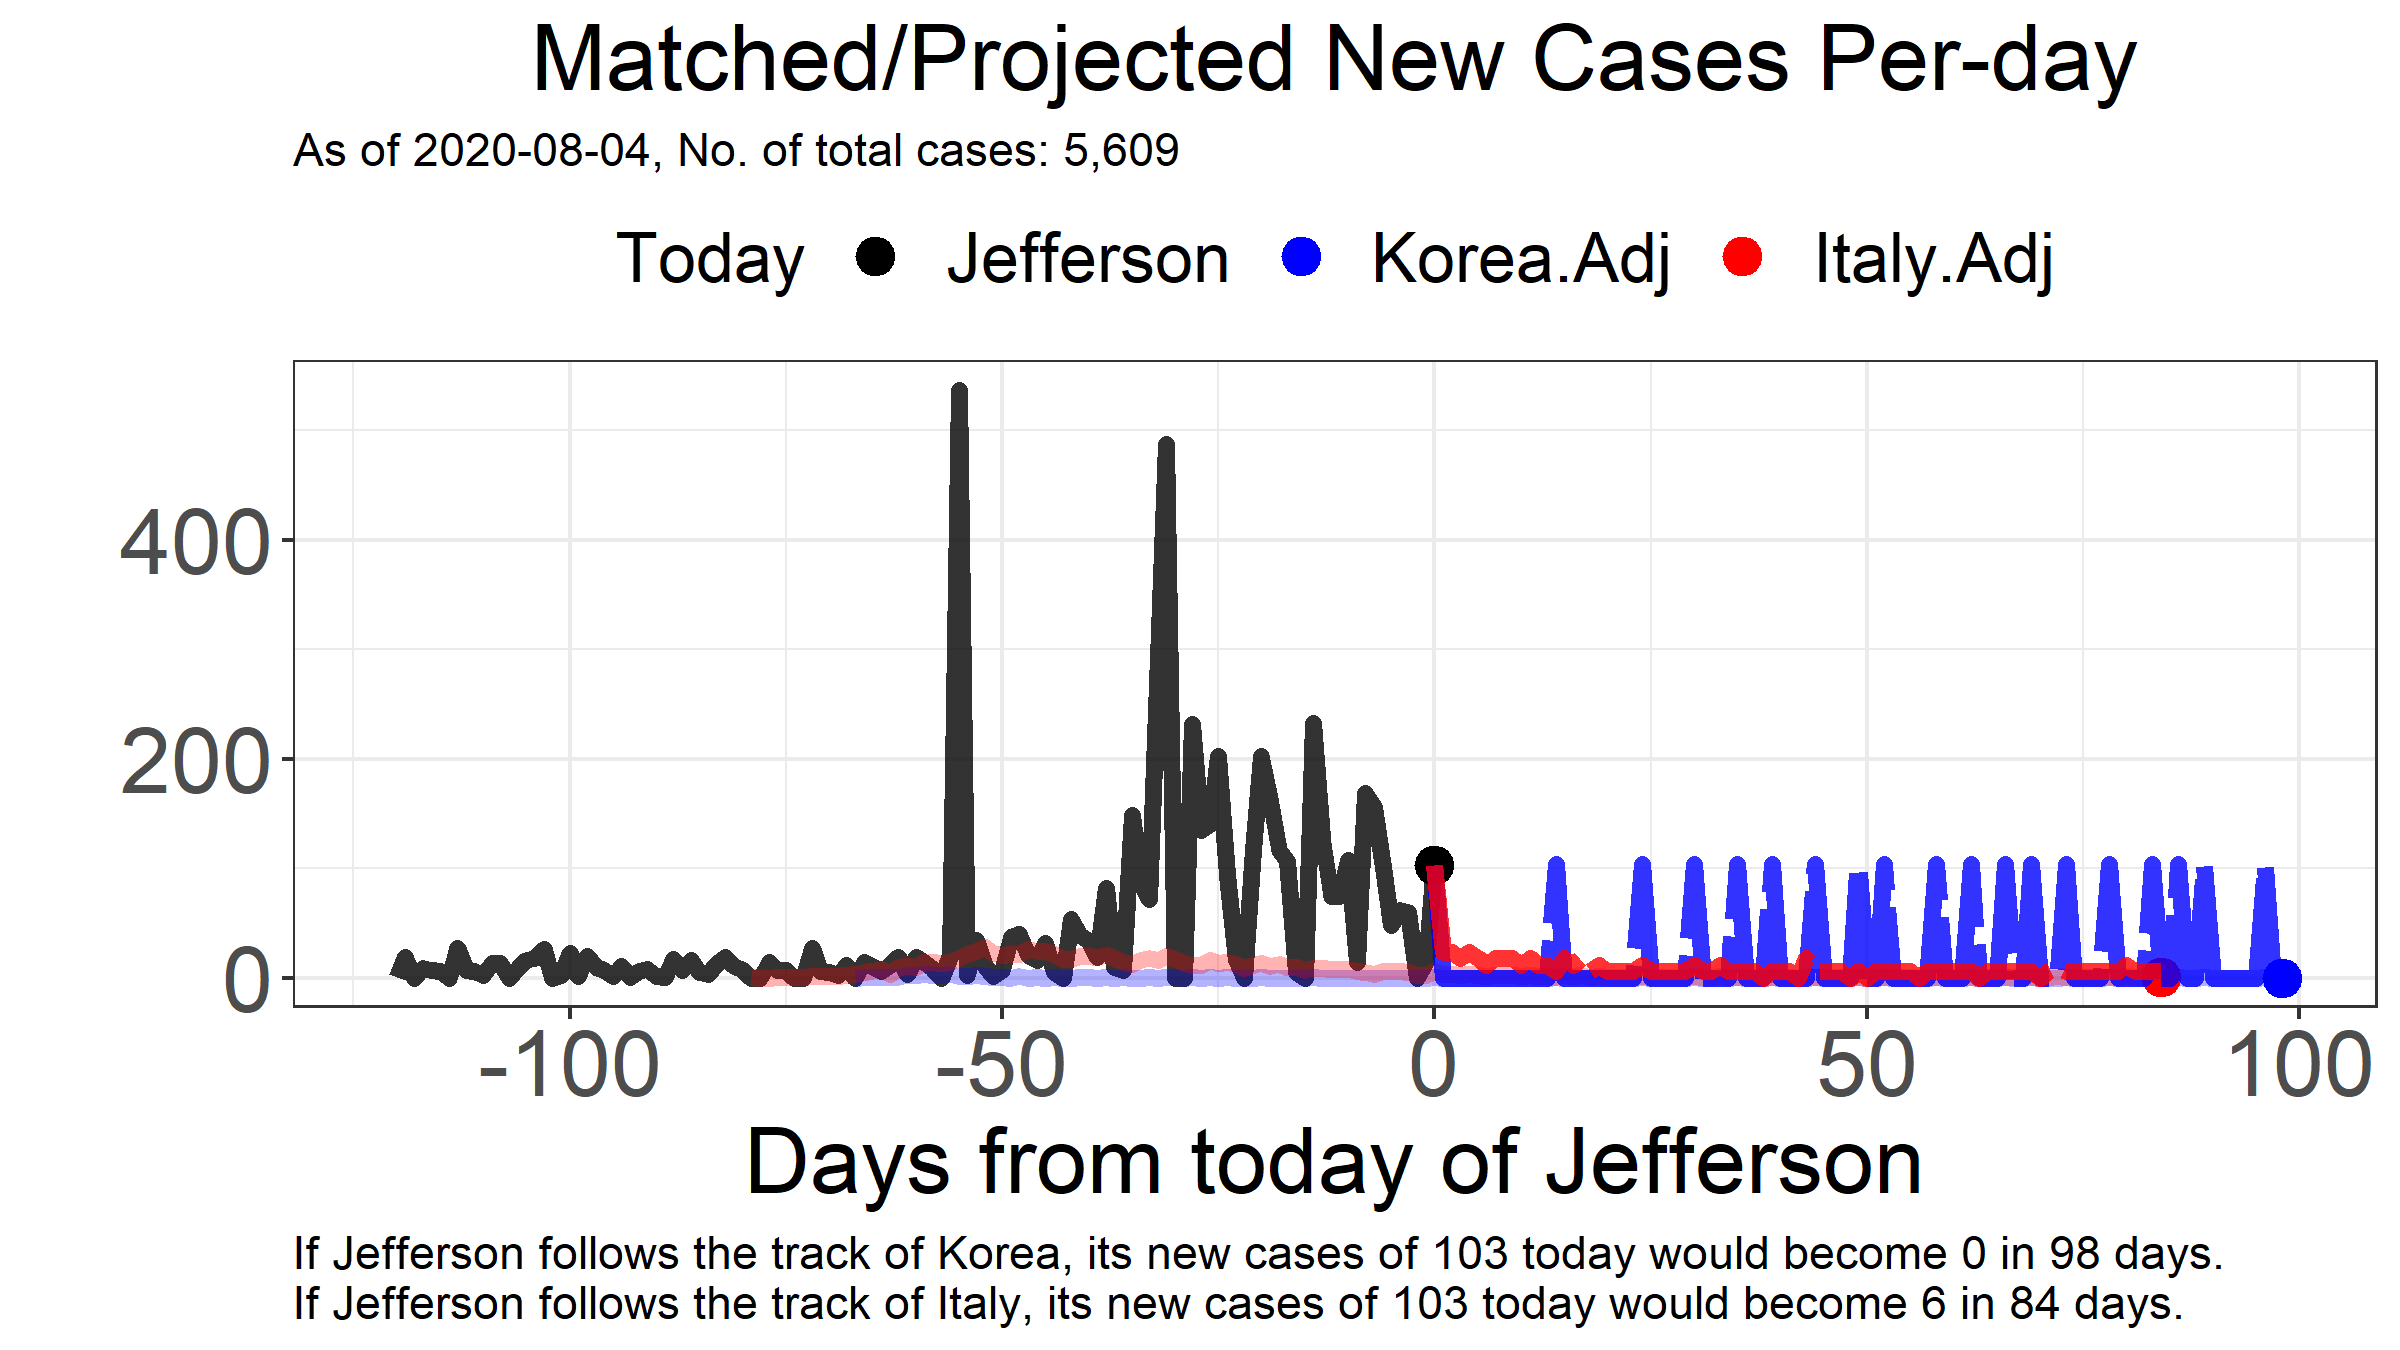 Matched/Projected New Cases Per-day
As of 2020-08-04, No. of total cases: 5,609
Today Jefferson Korea.Adj Italy.Adj
400
200
0
-100 -50 0 50 100
Days from today of Jefferson
If Jefferson follows the track of Korea, its new cases of 103 today would become 0 in 98 days.
If Jefferson follows the track of Italy, its new cases of 103 today would become 6 in 84 days.